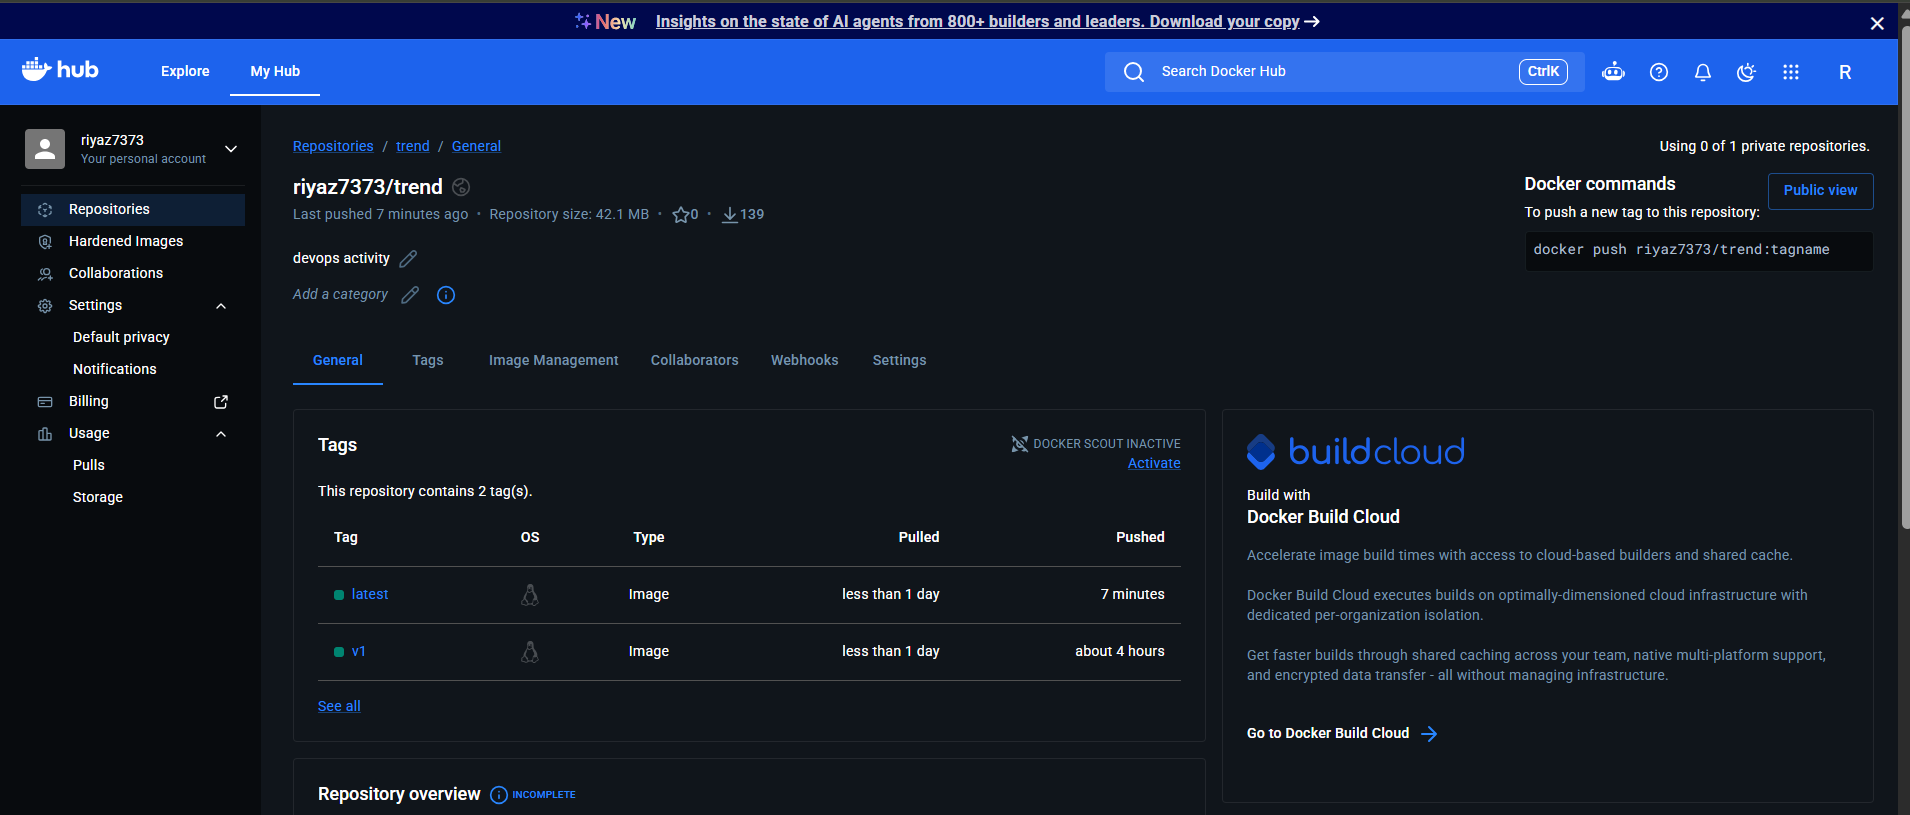 New Insights on the state of AI agents from 800+ builders and leaders. Download your copy →
hub Explore My Hub Search Docker Hub CtrlK R
riyaz7373
Your personal account
Repositories
Hardened Images
Collaborations
Settings
Default privacy
Notifications
Billing
Usage
Pulls
Storage
Repositories / trend / General
Using 0 of 1 private repositories.
riyaz7373/trend
Last pushed 7 minutes ago • Repository size: 42.1 MB • 0 • 139
devops activity
Add a category
Docker commands
Public view
To push a new tag to this repository:
docker push riyaz7373/trend:tagname
General Tags Image Management Collaborators Webhooks Settings
Tags
DOCKER SCOUT INACTIVE
Activate
This repository contains 2 tag(s).
Tag OS Type Pulled Pushed
latest Image less than 1 day 7 minutes
v1 Image less than 1 day about 4 hours
See all
Repository overview INCOMPLETE
buildcloud
Build with
Docker Build Cloud
Accelerate image build times with access to cloud-based builders and shared cache.
Docker Build Cloud executes builds on optimally-dimensioned cloud infrastructure with
dedicated per-organization isolation.
Get faster builds through shared caching across your team, native multi-platform support,
and encrypted data transfer - all without managing infrastructure.
Go to Docker Build Cloud →